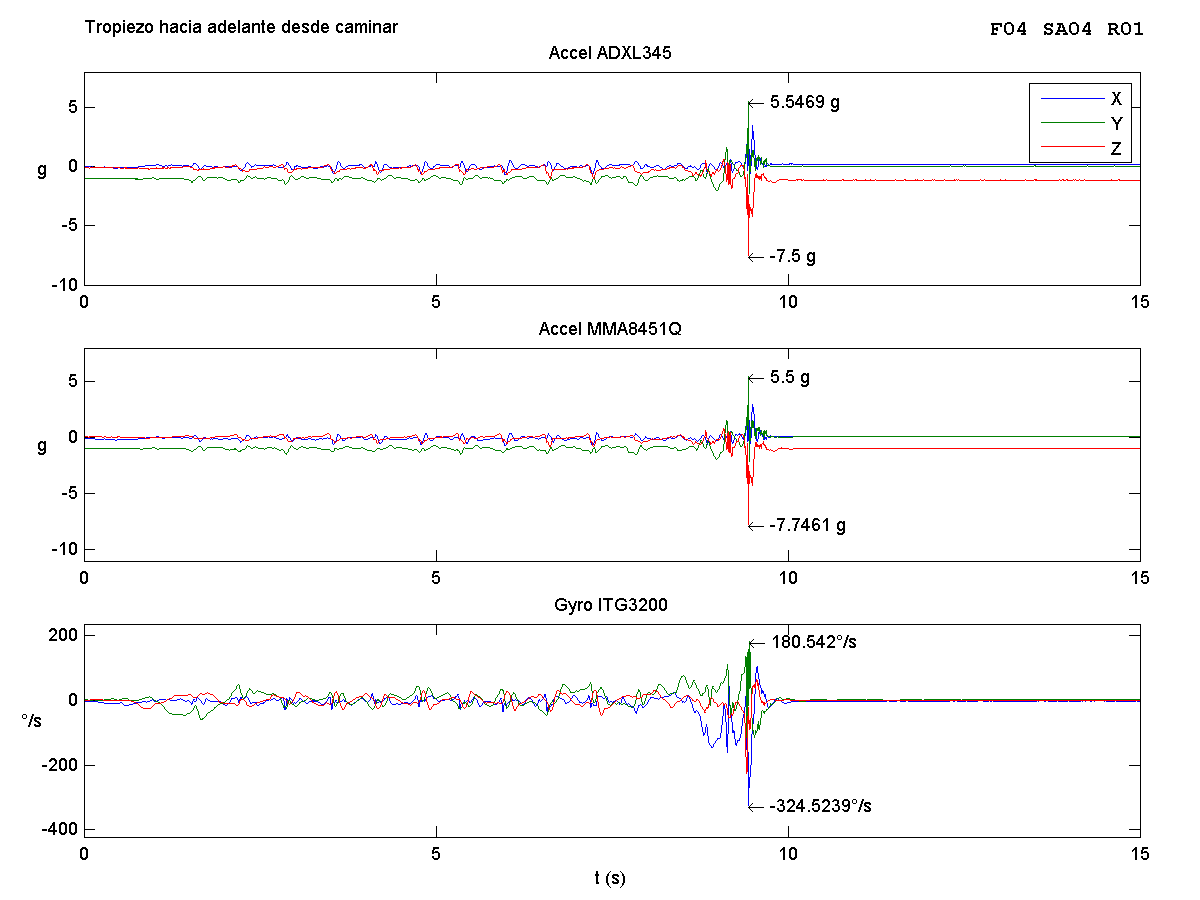 Tropiezo hacia adelante desde caminar
F04 SA04 R01
Accel ADXL345
5.5469 g
X
Y
Z
5
0
-5
-10
g
-7.5 g
0 5 10 15
Accel MMA8451Q
5.5 g
5
0
-5
-10
g
-7.7461 g
0 5 10 15
Gyro ITG3200
180.542°/s
200
0
-200
-400
°/s
-324.5239°/s
0 5 10 15
t (s)